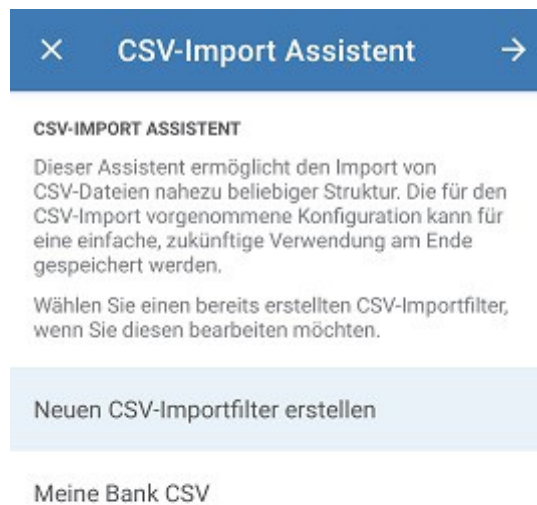 CSV-Import Assistent
CSV-IMPORT ASSISTENT
Dieser Assistent ermöglicht den Import von
CSV-Dateien nahezu beliebiger Struktur. Die für den
CSV-Import vorgenommene Konfiguration kann für
eine einfache, zukünftige Verwendung am Ende
gespeichert werden.
Wählen Sie einen bereits erstellten CSV-Importfilter,
wenn Sie diesen bearbeiten möchten.
Neuen CSV-Importfilter erstellen
Meine Bank CSV